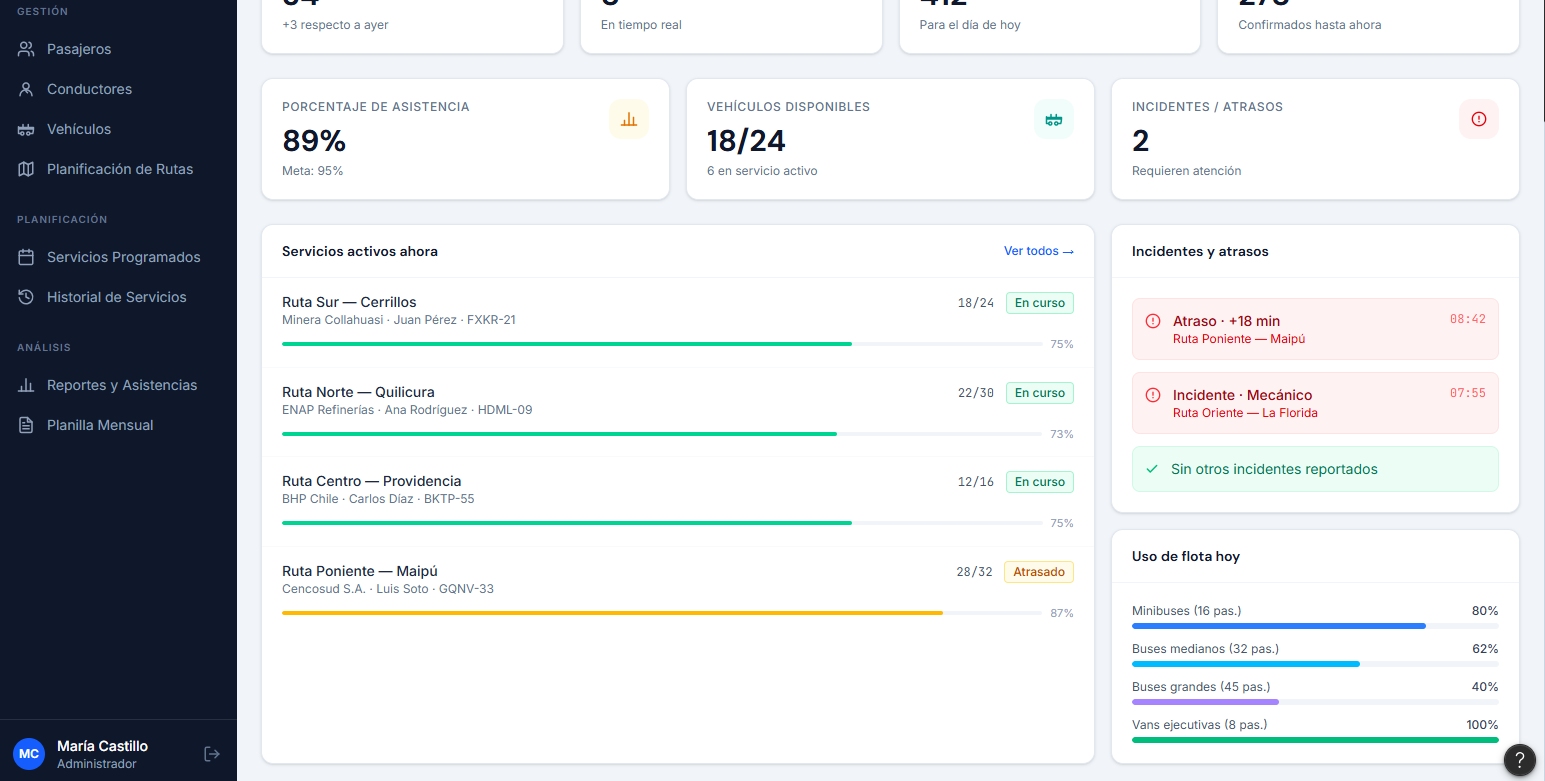 GESTIÓN
Pasajeros
Conductores
Vehículos
Planificación de Rutas
PLANIFICACIÓN
Servicios Programados
Historial de Servicios
ANÁLISIS
Reportes y Asistencias
Planilla Mensual
MC
María Castillo
Administrador
+3 respecto a ayer
En tiempo real
Para el día de hoy
Confirmados hasta ahora
PORCENTAJE DE ASISTENCIA
89%
Meta: 95%
VEHÍCULOS DISPONIBLES
18/24
6 en servicio activo
INCIDENTES / ATRASOS
2
Requieren atención
Servicios activos ahora
Ver todos →
Ruta Sur — Cerrillos
18/24 En curso
Minera Collahuasi · Juan Pérez · FXKR-21
75%
Ruta Norte — Quilicura
22/30 En curso
ENAP Refinerías · Ana Rodríguez · HDML-09
73%
Ruta Centro — Providencia
12/16 En curso
BHP Chile · Carlos Díaz · BKTP-55
75%
Ruta Poniente — Maipú
28/32 Atrasado
Cencosud S.A. · Luis Soto · GQNV-33
87%
Incidentes y atrasos
Atraso · +18 min
08:42
Ruta Poniente — Maipú
Incidente · Mecánico
07:55
Ruta Oriente — La Florida
Sin otros incidentes reportados
Uso de flota hoy
Minibuses (16 pas.) 80%
Buses medianos (32 pas.) 62%
Buses grandes (45 pas.) 40%
Vans ejecutivas (8 pas.) 100%
?